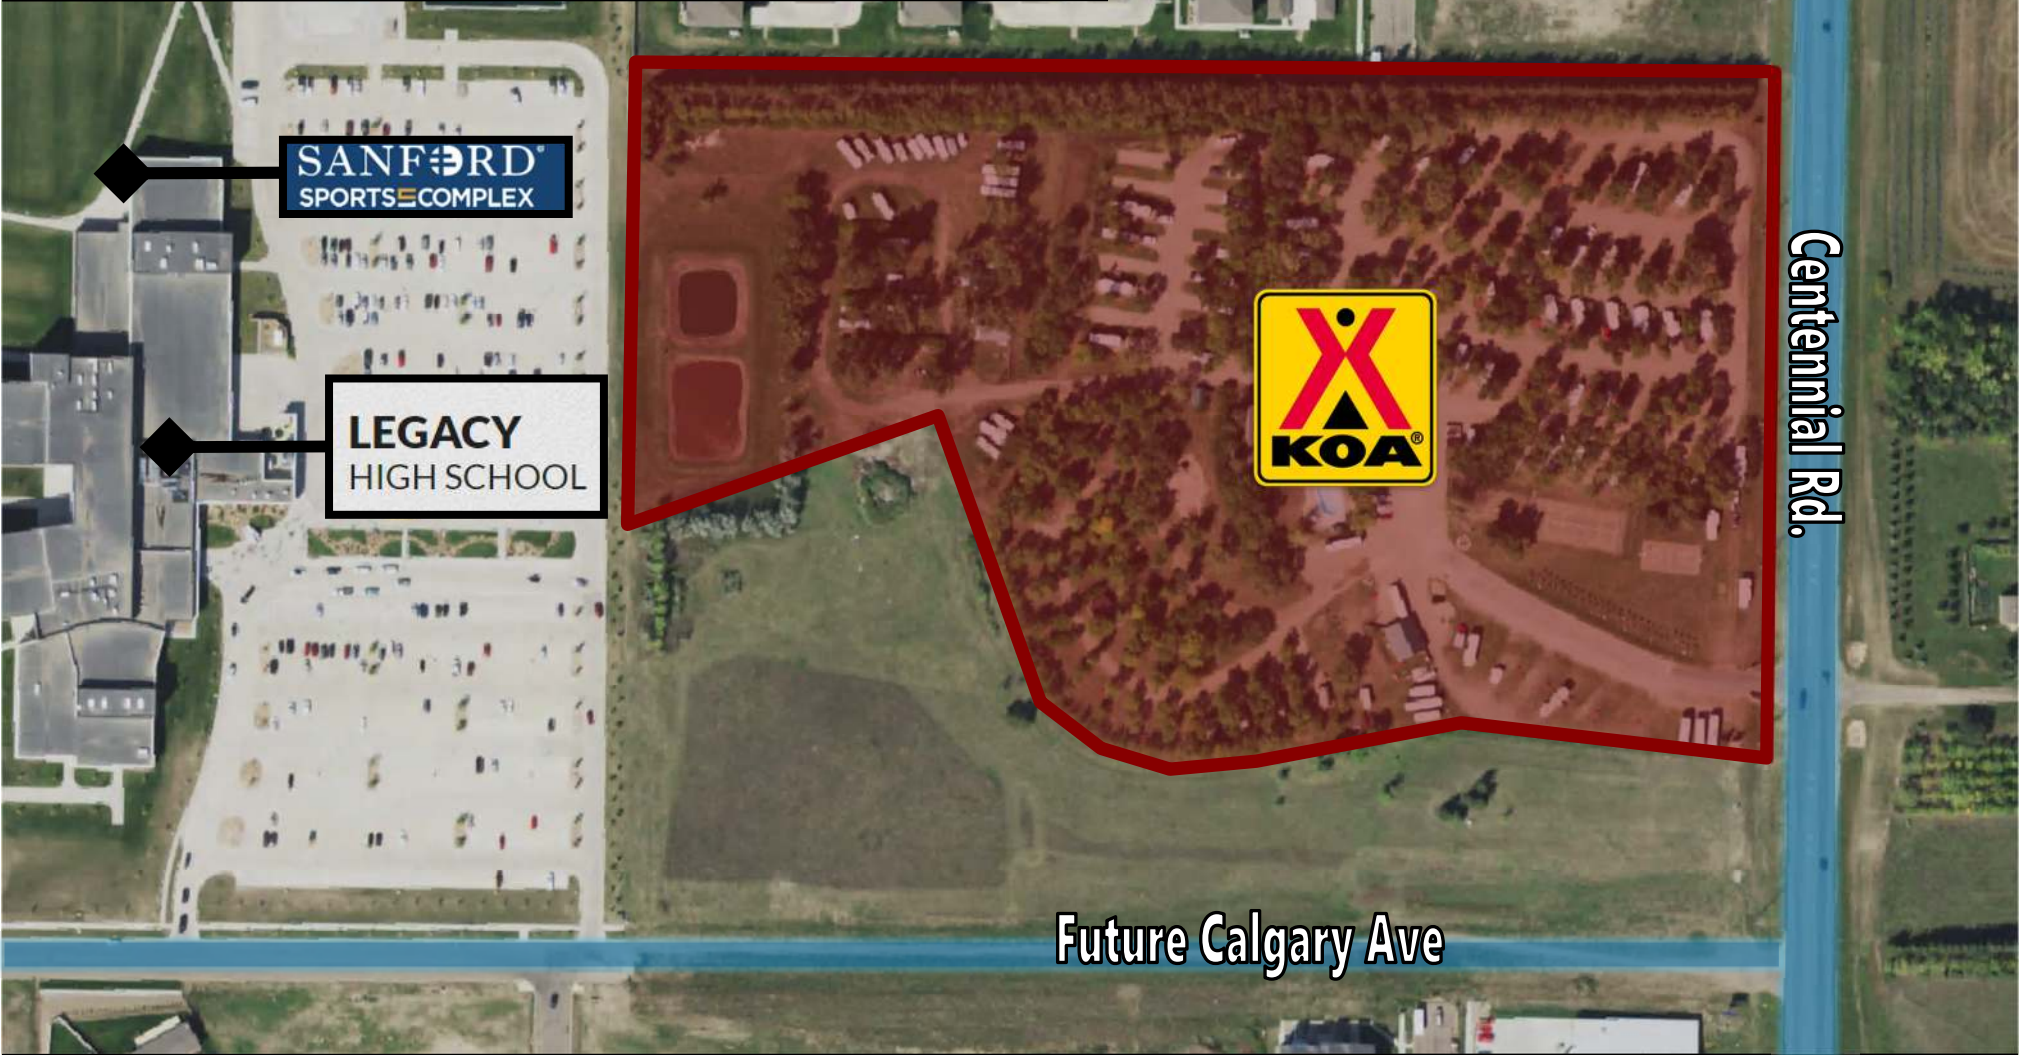 SANFORD
SPORTS COMPLEX
LEGACY
HIGH SCHOOL
KOA®
Centennial Rd.
Future Calgary Ave